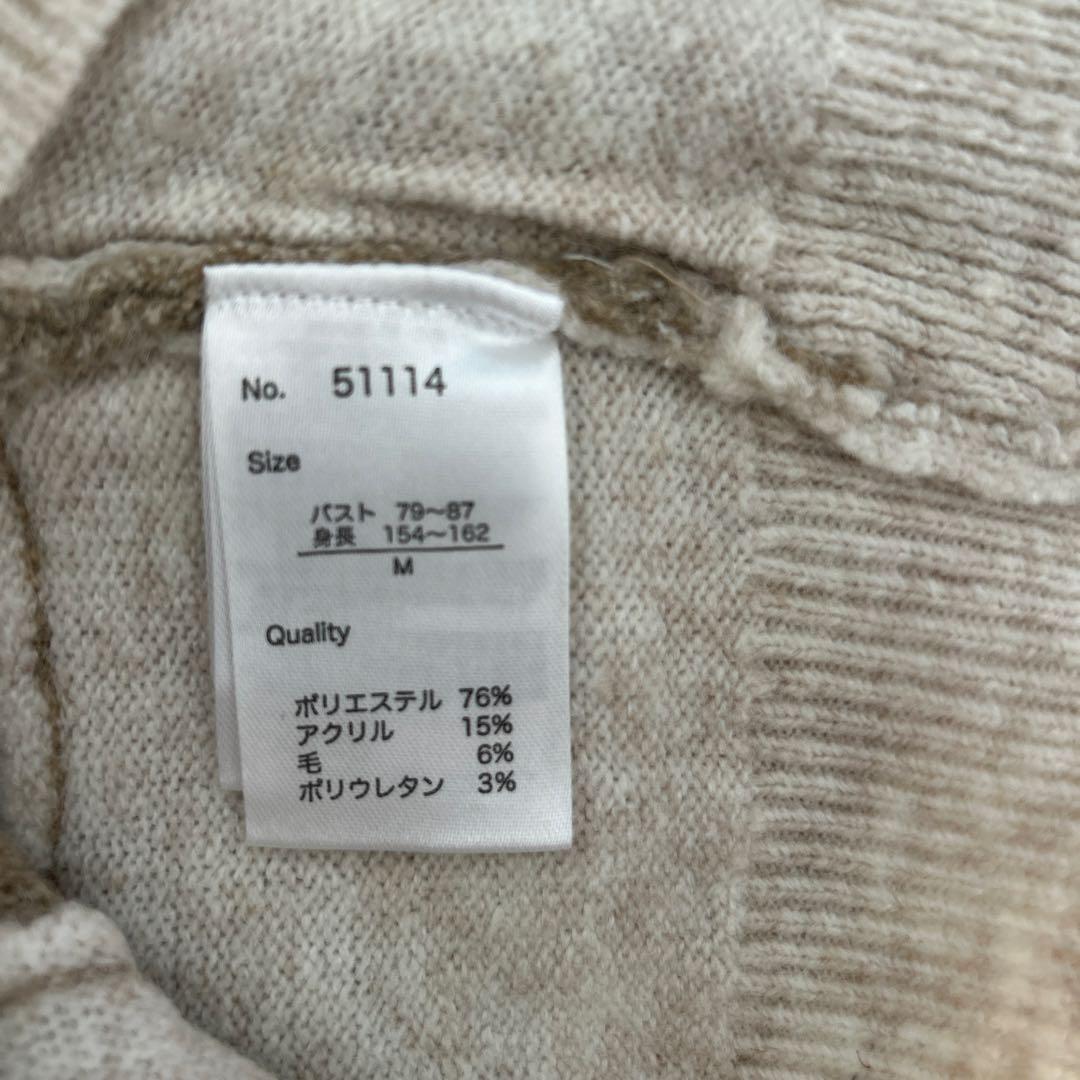 No. 51114
Size
バスト 79〜87
身長 154〜162
M
Quality
ポリエステル 76%
アクリル 15%
毛 6%
ポリウレタン 3%